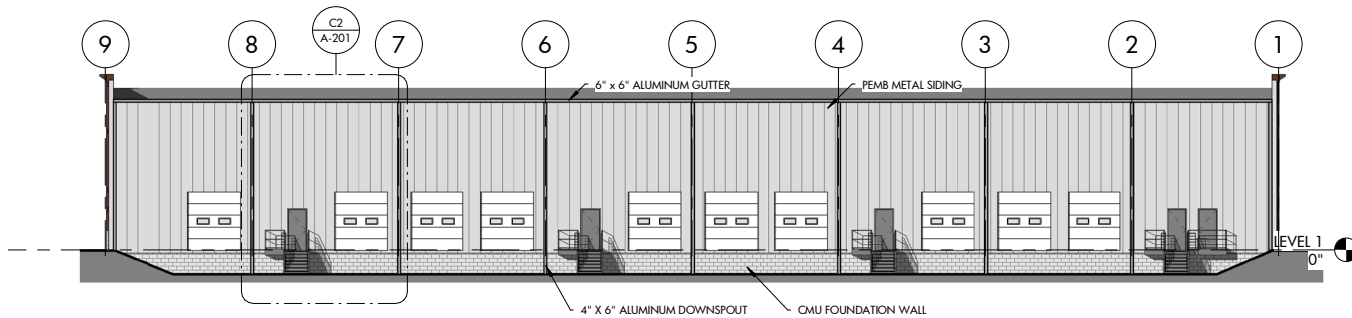 C2
A-201
9
8
7
6
5
4
3
2
1
6" x 6" ALUMINUM GUTTER
PEMB METAL SIDING
LEVEL 1
0"
4" X 6" ALUMINUM DOWNSPOUT
CMU FOUNDATION WALL